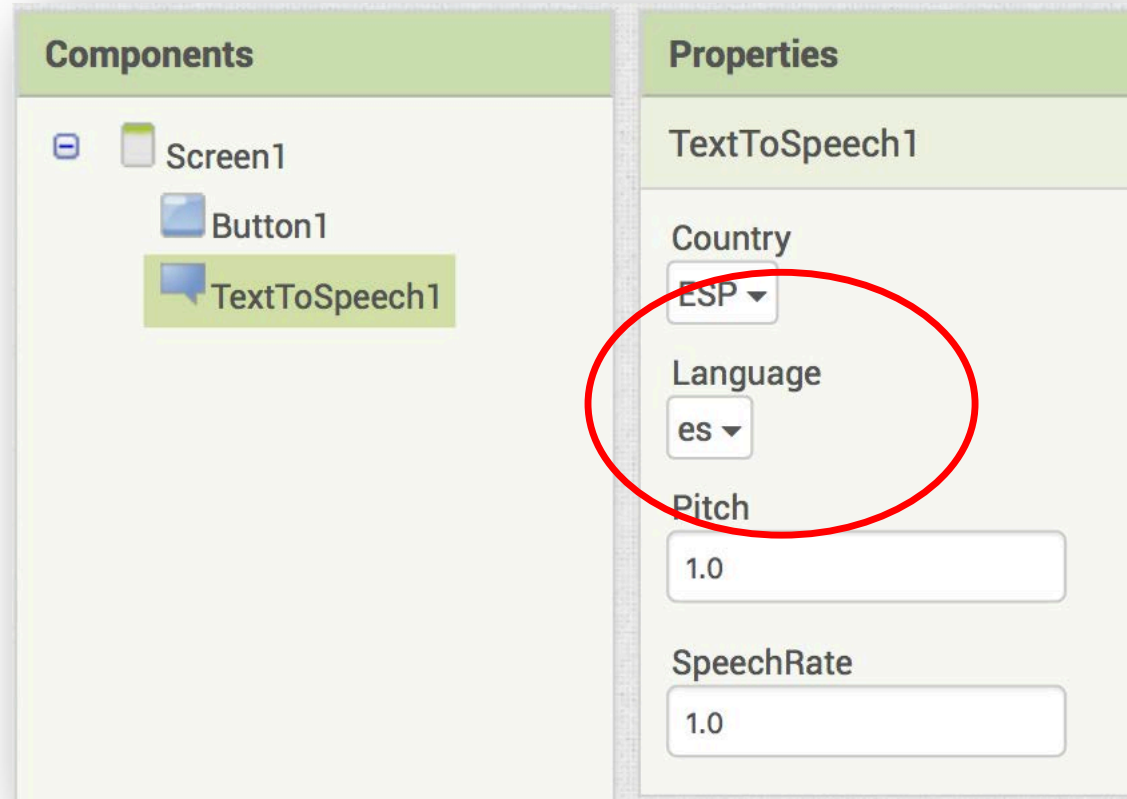 Components
Screen1
Button1
TextToSpeech1
Properties
TextToSpeech1
Country
ESP
Language
es
Pitch
1.0
SpeechRate
1.0